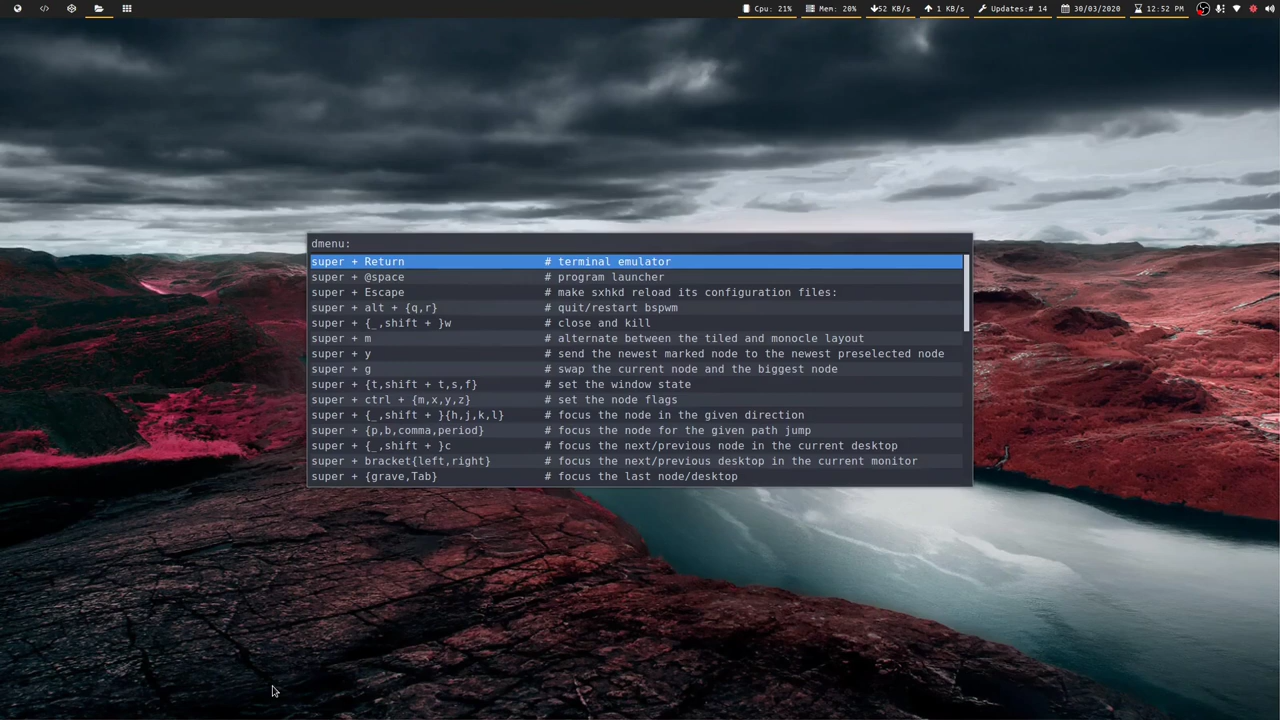 Cpu: 21% Mem: 20% 52 KB/s 1 KB/s Updates:# 14 30/03/2020 12:52 PM
dmenu:
super + Return # terminal emulator
super + @space # program launcher
super + Escape # make sxhkd reload its configuration files:
super + alt + {q,r} # quit/restart bspwm
super + {_,shift + }w # close and kill
super + m # alternate between the tiled and monocle layout
super + y # send the newest marked node to the newest preselected node
super + g # swap the current node and the biggest node
super + {t,shift + t,s,f} # set the window state
super + ctrl + {m,x,y,z} # set the node flags
super + {_,shift + }{h,j,k,l} # focus the node in the given direction
super + {p,b,comma,period} # focus the node for the given path jump
super + {_,shift + }c # focus the next/previous node in the current desktop
super + bracket{left,right} # focus the next/previous desktop in the current monitor
super + {grave,Tab} # focus the last node/desktop